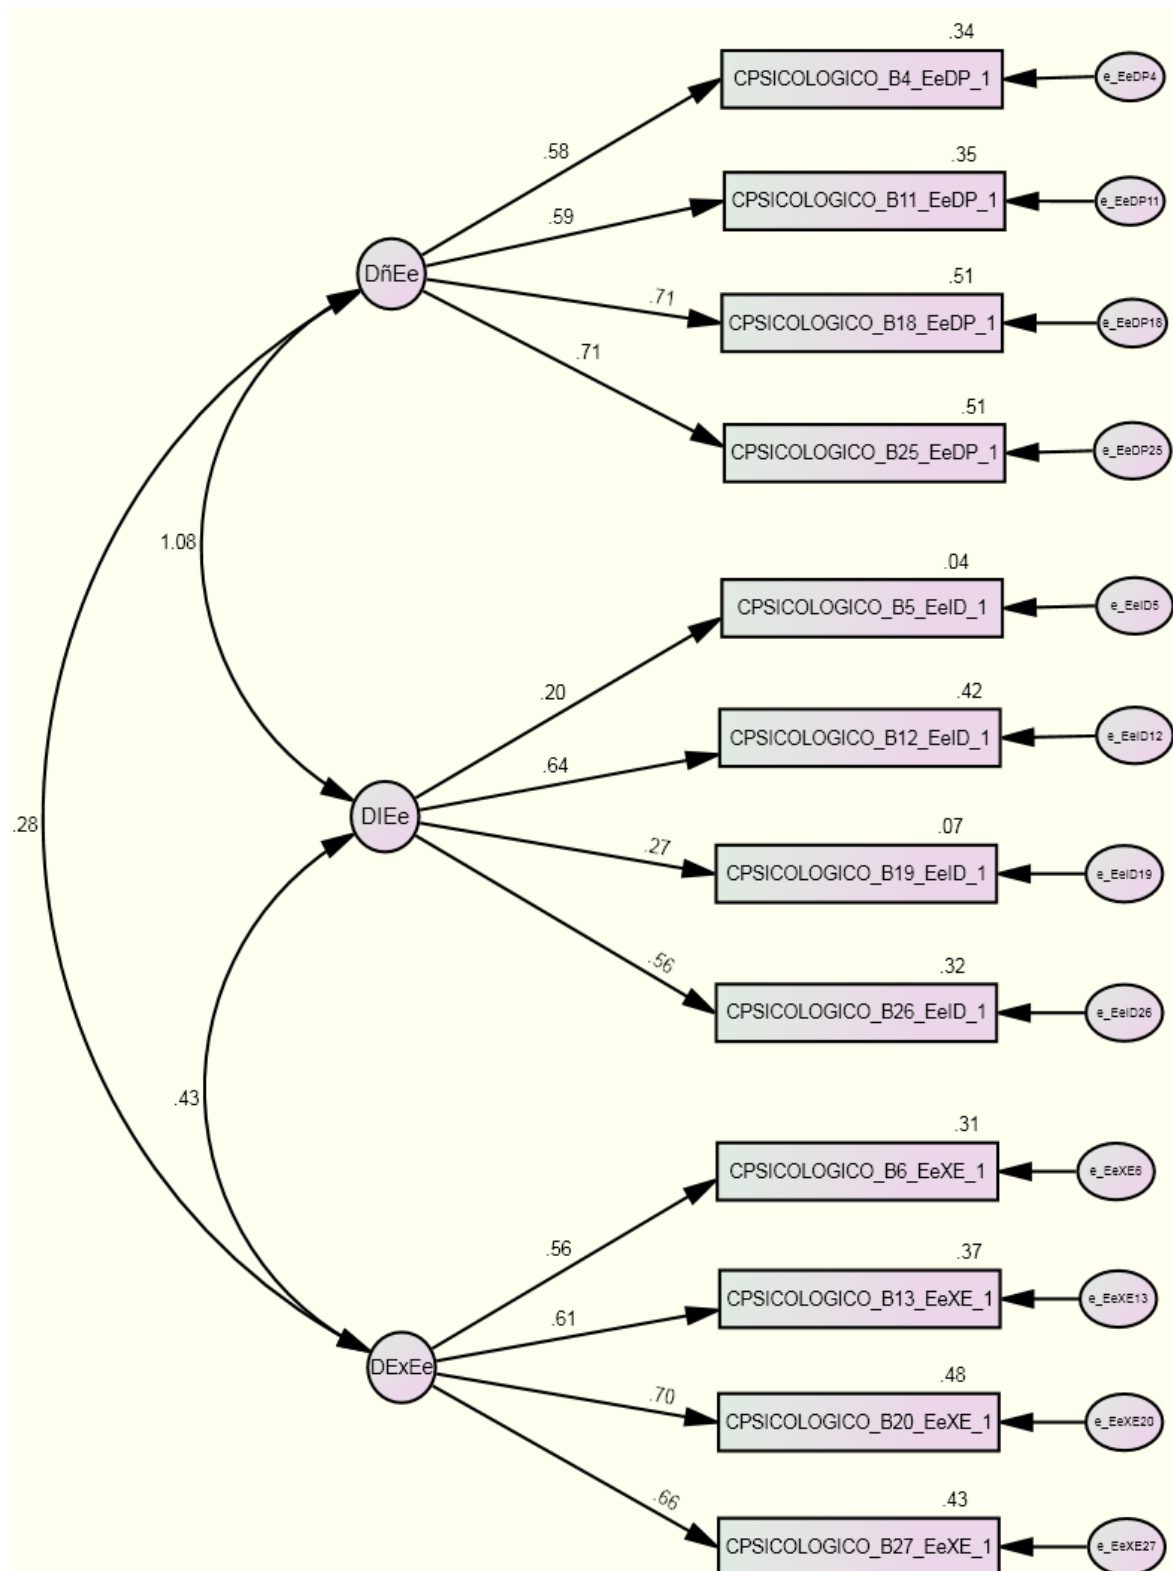 .34
CPSICOLOGICO_B4_EeDP_1
e_EeDP4
.58
.35
CPSICOLOGICO_B11_EeDP_1
e_EeDP11
.59
DñEe
.51
.71
CPSICOLOGICO_B18_EeDP_1
e_EeDP18
.71
.51
CPSICOLOGICO_B25_EeDP_1
e_EeDP25
1.08
.04
CPSICOLOGICO_B5_EeID_1
e_EeID5
.20
.42
CPSICOLOGICO_B12_EeID_1
e_EeID12
.64
DIEe
.28
.07
.27
CPSICOLOGICO_B19_EeID_1
e_EeID19
.56
.32
CPSICOLOGICO_B26_EeID_1
e_EeID26
.43
.31
CPSICOLOGICO_B6_EeXE_1
e_EeXE6
.56
.37
CPSICOLOGICO_B13_EeXE_1
e_EeXE13
.61
DExEe
.48
.70
CPSICOLOGICO_B20_EeXE_1
e_EeXE20
.66
.43
CPSICOLOGICO_B27_EeXE_1
e_EeXE27